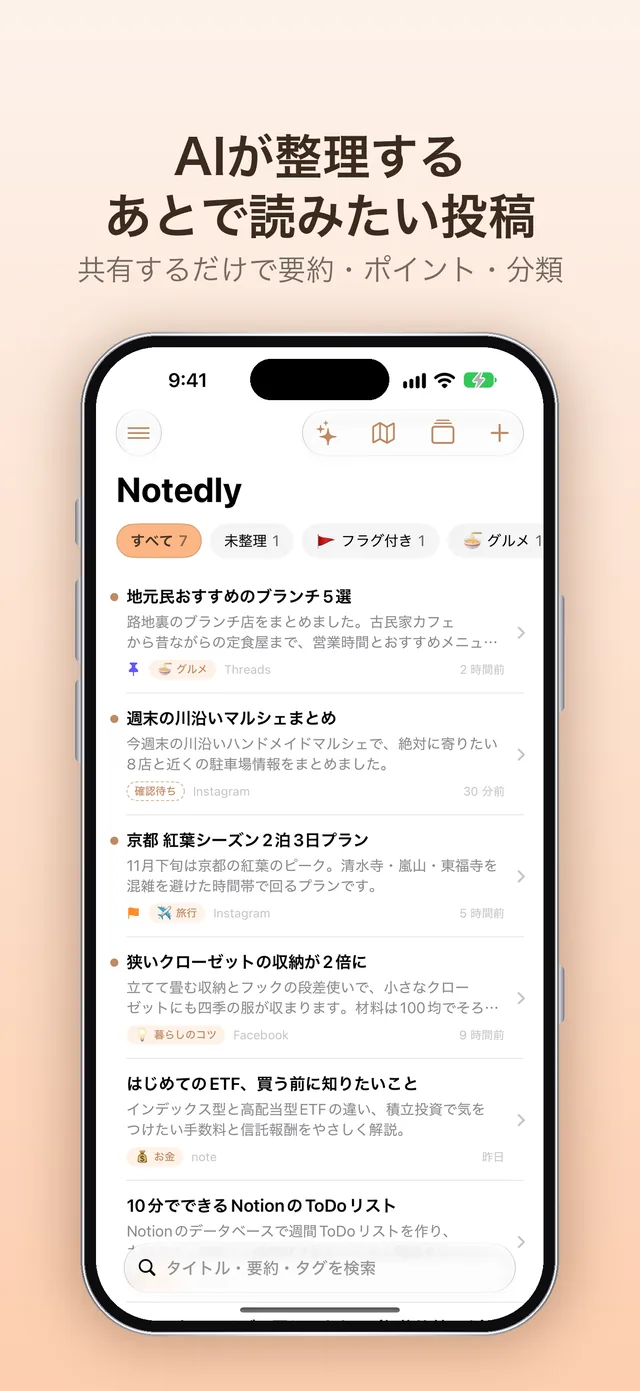 AIが整理する
あとで読みたい投稿
共有するだけで要約・ポイント・分類
9:41
Notedly
すべて 7
未整理 1
フラグ付き 1
グルメ 1
地元民おすすめのブランチ5選
路地裏のブランチ店をまとめました。古民家カフェ
から昔ながらの定食屋まで、営業時間とおすすめメニュ…
グルメ Threads 2 時間前
週末の川沿いマルシェまとめ
今週末の川沿いハンドメイドマルシェで、絶対に寄りたい
8店と近くの駐車場情報をまとめました。
確認待ち Instagram 30 分前
京都 紅葉シーズン2泊3日プラン
11月下旬は京都の紅葉のピーク。清水寺・嵐山・東福寺を
混雑を避けた時間帯で回るプランです。
旅行 Instagram 5 時間前
狭いクローゼットの収納が2倍に
立てて畳む収納とフックの段差使いで、小さなクロー
ゼットにも四季の服が収まります。材料は100均でそろ…
暮らしのコツ Facebook 9 時間前
はじめてのETF、買う前に知りたいこと
インデックス型と高配当型ETFの違い、積立投資で気を
つけたい手数料と信託報酬をやさしく解説。
お金 note 昨日
10分でできるNotionのToDoリスト
Notionのデータベースで週間ToDoリストを作り、
タイトル・要約・タグを検索